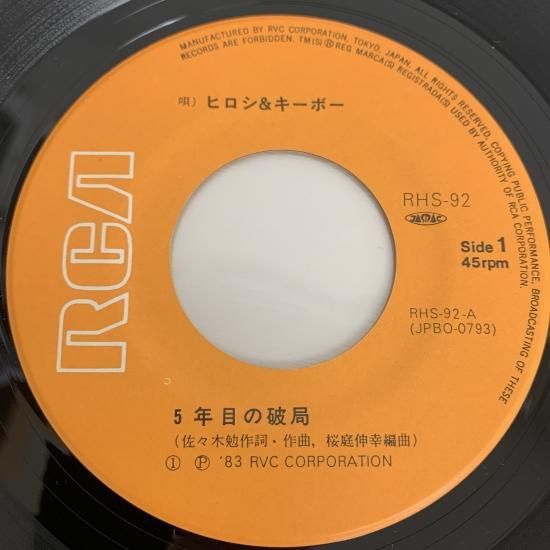 MANUFACTURED BY RVC CORPORATION, TOKYO, JAPAN. ALL RIGHTS RESERVED. COPYING PUBLIC PERFORMANCE, BROADCASTING OF THESE
RECORDS ARE FORBIDDEN. TM(S) ® REG MARCA(S) REGISTRADA(S) USED BY AUTHORITY OF RCA CORPORATION.
唄) ヒロシ&キーボー
RCA
RHS-92
JASRAC
Side 1
45rpm
RHS-92-A
(JPBO-0793)
5年目の破局
(佐々木勉作詞・作曲, 桜庭伸幸編曲)
① Ⓟ '83 RVC CORPORATION